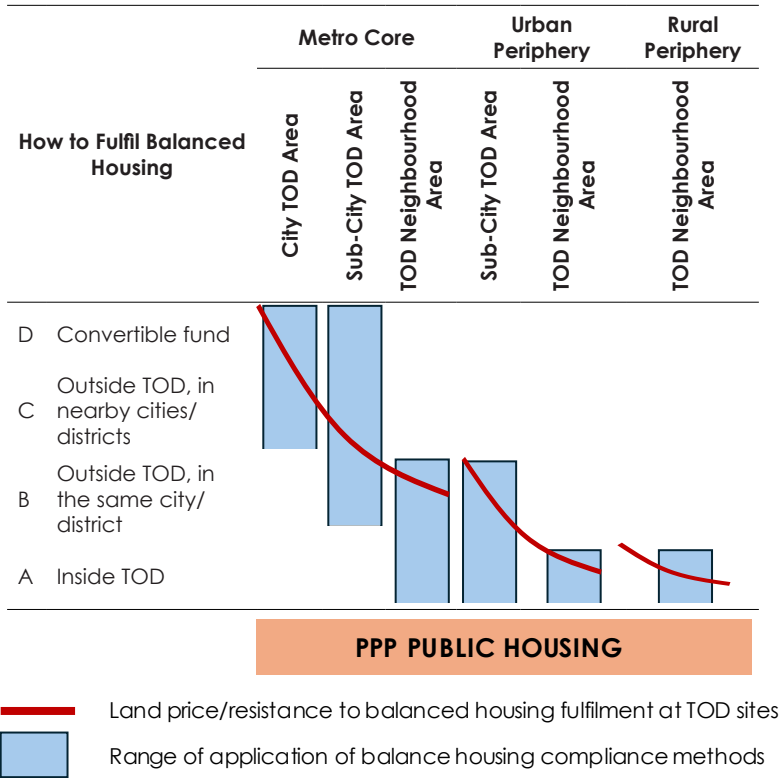 Metro Core
Urban
Periphery
Rural
Periphery
How to Fulfil Balanced
Housing
City TOD Area
Sub-City TOD Area
TOD Neighbourhood
Area
Sub-City TOD Area
TOD Neighbourhood
Area
TOD Neighbourhood
Area
D Convertible fund
C Outside TOD, in
nearby cities/
districts
B Outside TOD, in
the same city/
district
A Inside TOD
PPP PUBLIC HOUSING
Land price/resistance to balanced housing fulfilment at TOD sites
Range of application of balance housing compliance methods